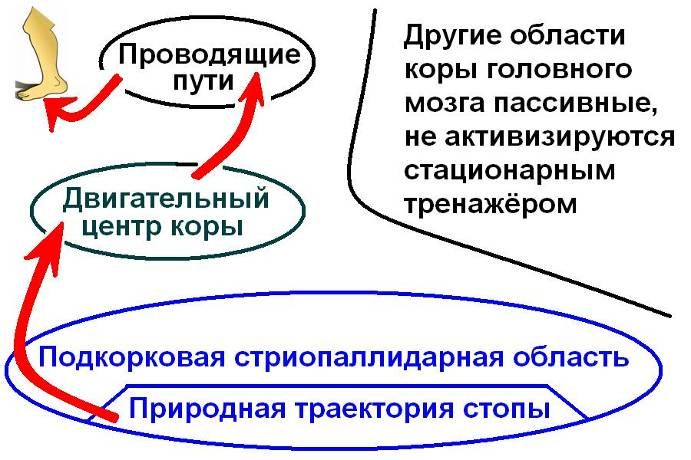 Проводящие
пути
Другие области
коры головного
мозга пассивные,
не активизируются
стационарным
тренажёром
Двигательный
центр коры
Подкорковая стриопаллидарная область
Природная траектория стопы